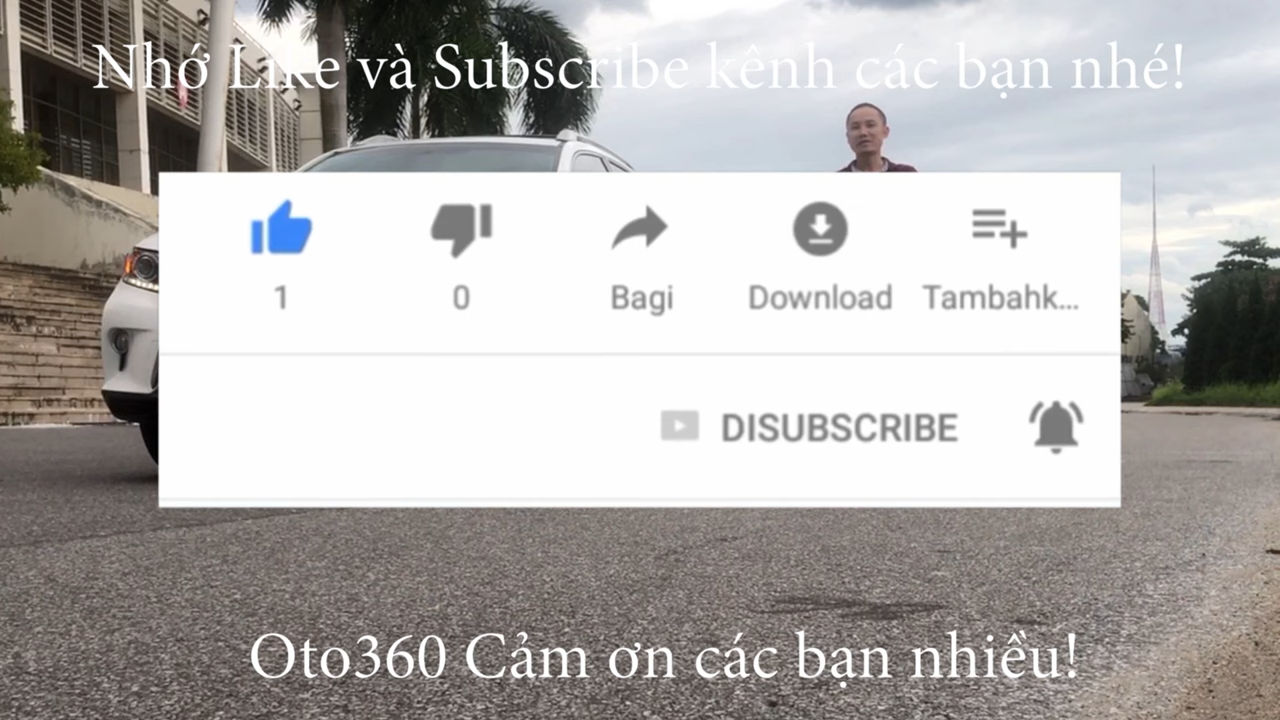 Nhớ Like và Subscribe kênh các bạn nhé!
1 0 Bagi Download Tambahk...
DISUBSCRIBE
Oto360 Cảm ơn các bạn nhiều!